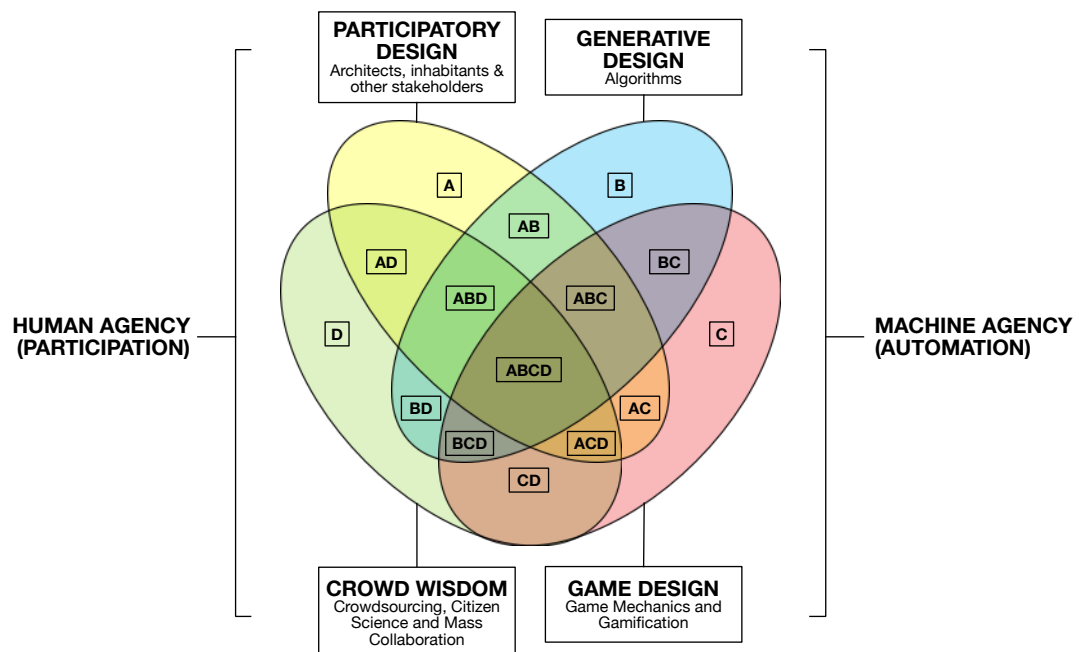 PARTICIPATORY
DESIGN
Architects, inhabitants &
other stakeholders
GENERATIVE
DESIGN
Algorithms
A
B
AB
AD
BC
ABD
ABC
HUMAN AGENCY
(PARTICIPATION)
D
C
MACHINE AGENCY
(AUTOMATION)
ABCD
BD
AC
BCD
ACD
CD
CROWD WISDOM
Crowdsourcing, Citizen
Science and Mass
Collaboration
GAME DESIGN
Game Mechanics and
Gamification